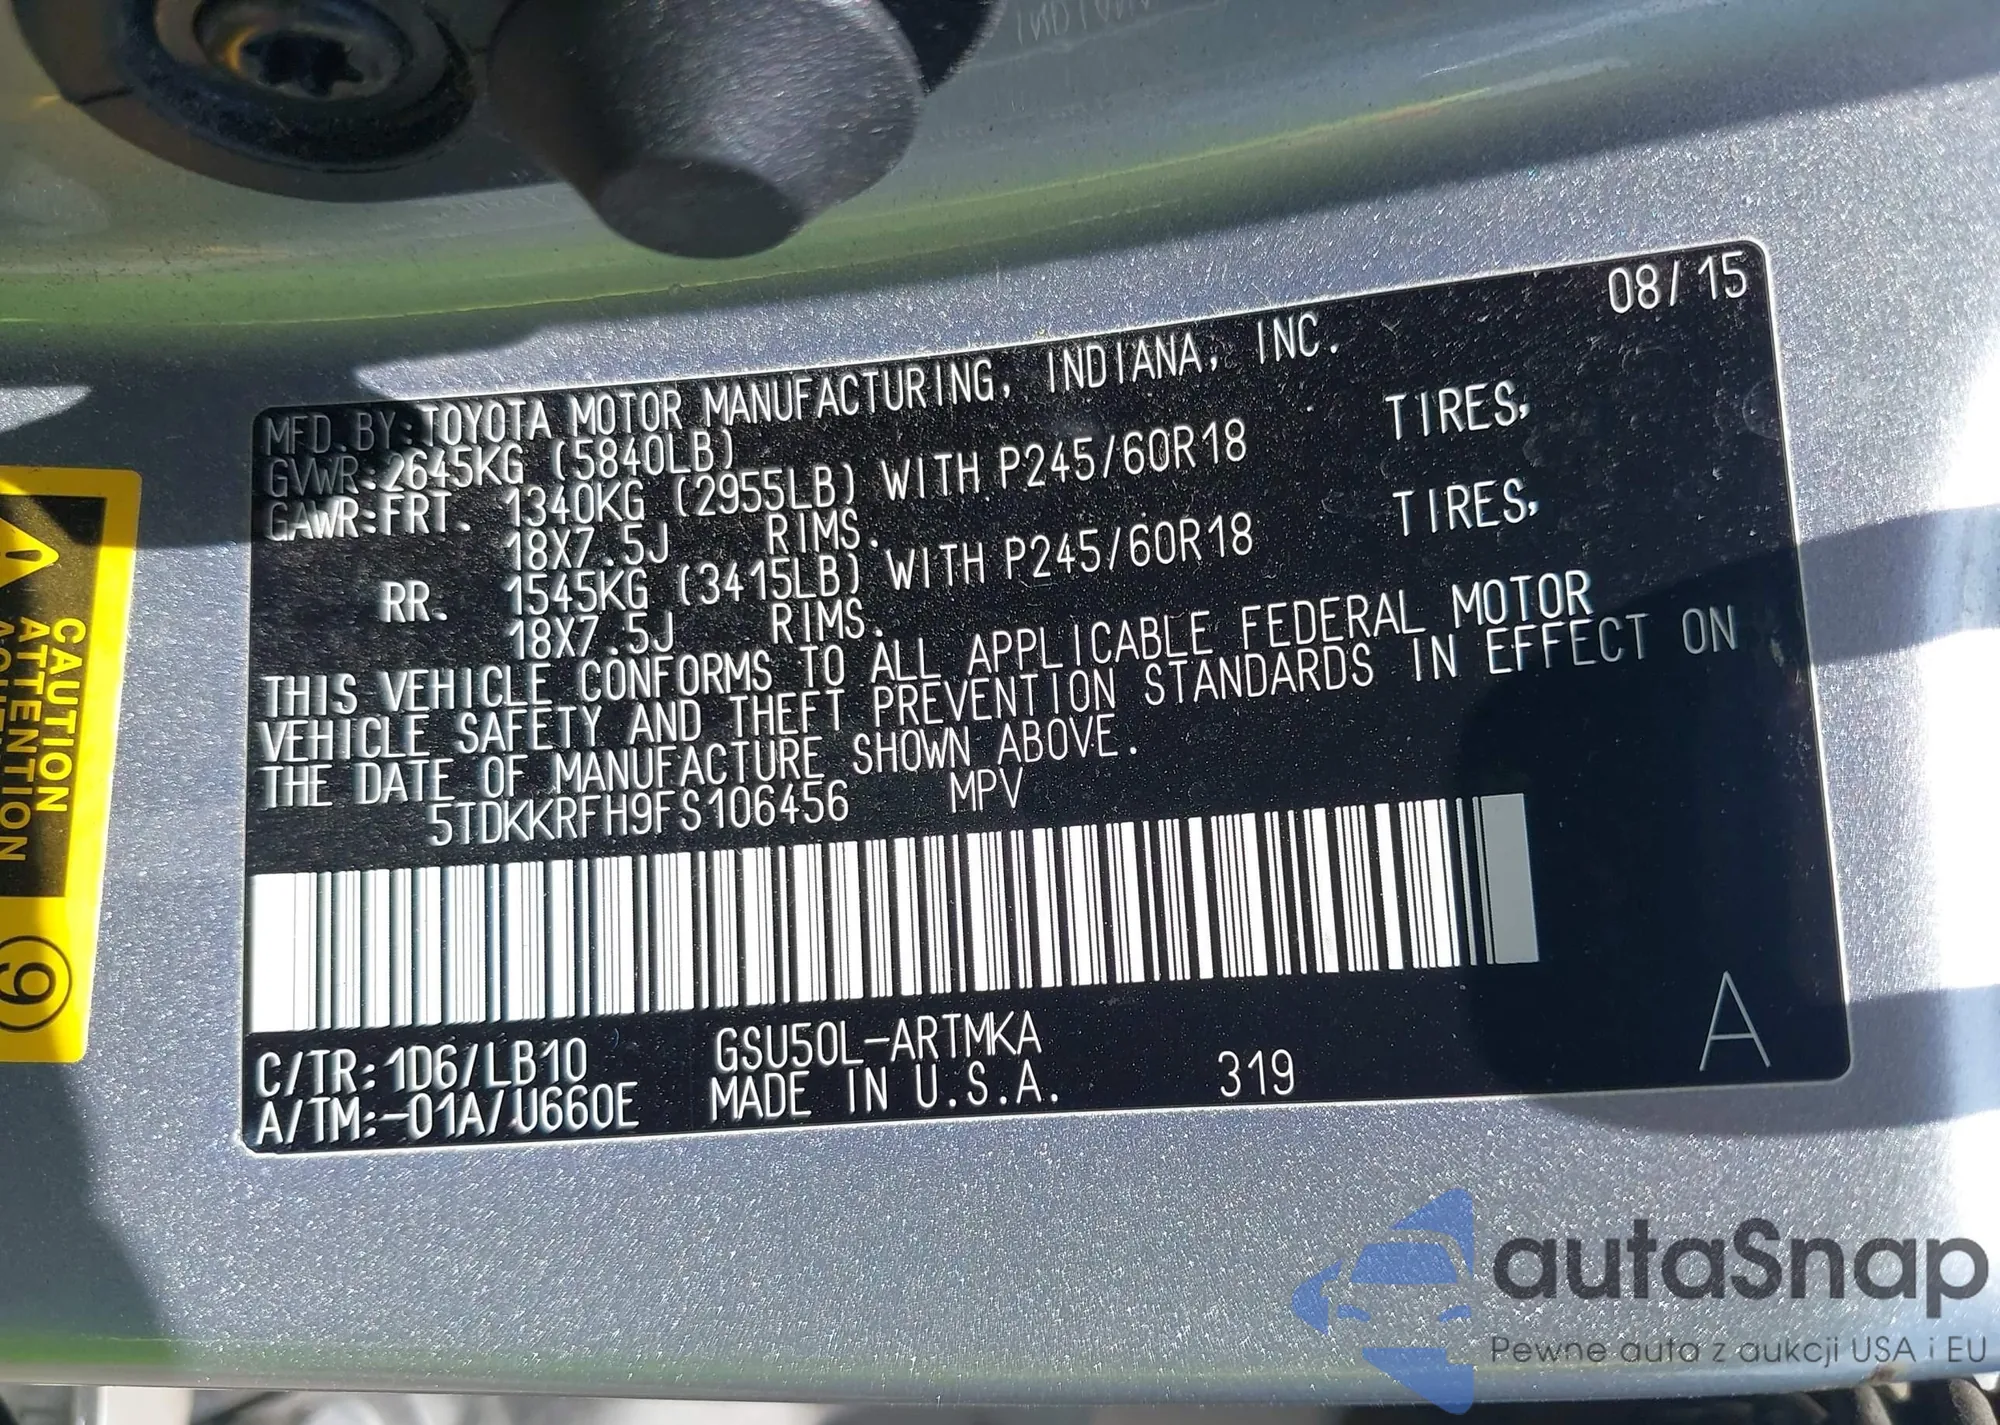 08/15
MFD.BY:TOYOTA MOTOR MANUFACTURING, INDIANA, INC.
GVWR:2645KG (5840LB)
GAWR:FRT. 1340KG (2955LB) WITH P245/60R18 TIRES,
18X7.5J RIMS.
RR. 1545KG (3415LB) WITH P245/60R18 TIRES,
18X7.5J RIMS.
THIS VEHICLE CONFORMS TO ALL APPLICABLE FEDERAL MOTOR
VEHICLE SAFETY AND THEFT PREVENTION STANDARDS IN EFFECT ON
THE DATE OF MANUFACTURE SHOWN ABOVE.
5TDKKRFH9FS106456 MPV
C/TR:1D6/LB10 GSU50L-ARTMKA
A/TM:-01A/U660E MADE IN U.S.A. 319
A
CAUTION
ATTENTION
9
autaSnap
Pewne auta z aukcji USA i EU